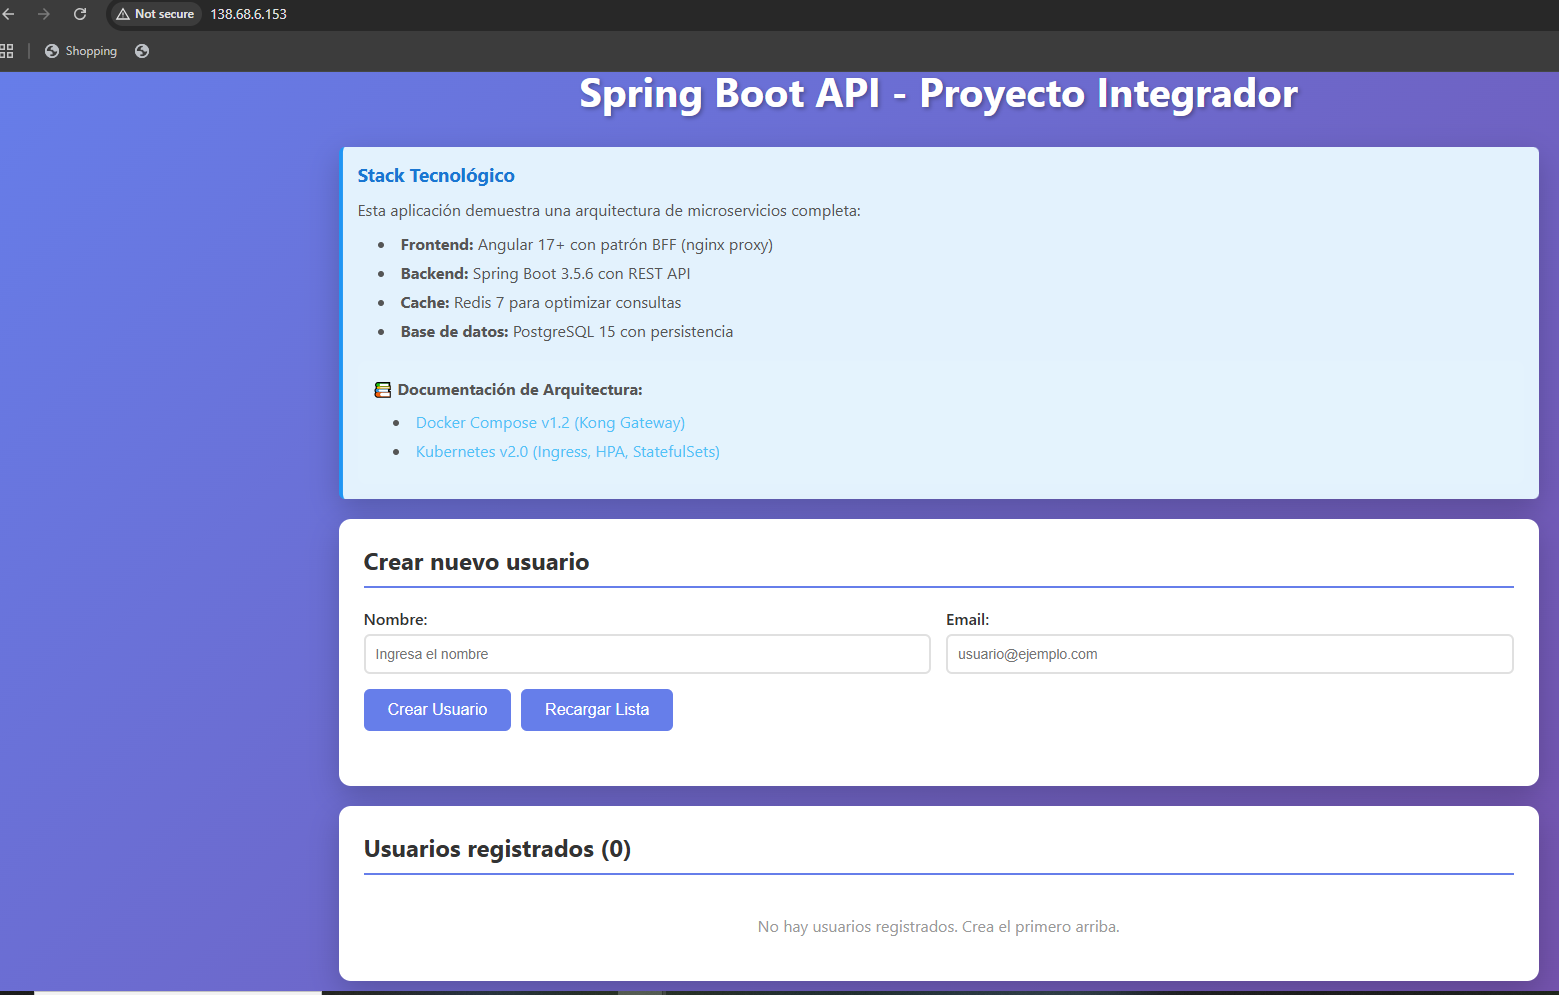 Not secure
138.68.6.153
Shopping
Spring Boot API - Proyecto Integrador
Stack Tecnológico
Esta aplicación demuestra una arquitectura de microservicios completa:
Frontend: Angular 17+ con patrón BFF (nginx proxy)
Backend: Spring Boot 3.5.6 con REST API
Cache: Redis 7 para optimizar consultas
Base de datos: PostgreSQL 15 con persistencia
Documentación de Arquitectura:
Docker Compose v1.2 (Kong Gateway)
Kubernetes v2.0 (Ingress, HPA, StatefulSets)
Crear nuevo usuario
Nombre:
Email:
Ingresa el nombre
usuario@ejemplo.com
Crear Usuario
Recargar Lista
Usuarios registrados (0)
No hay usuarios registrados. Crea el primero arriba.